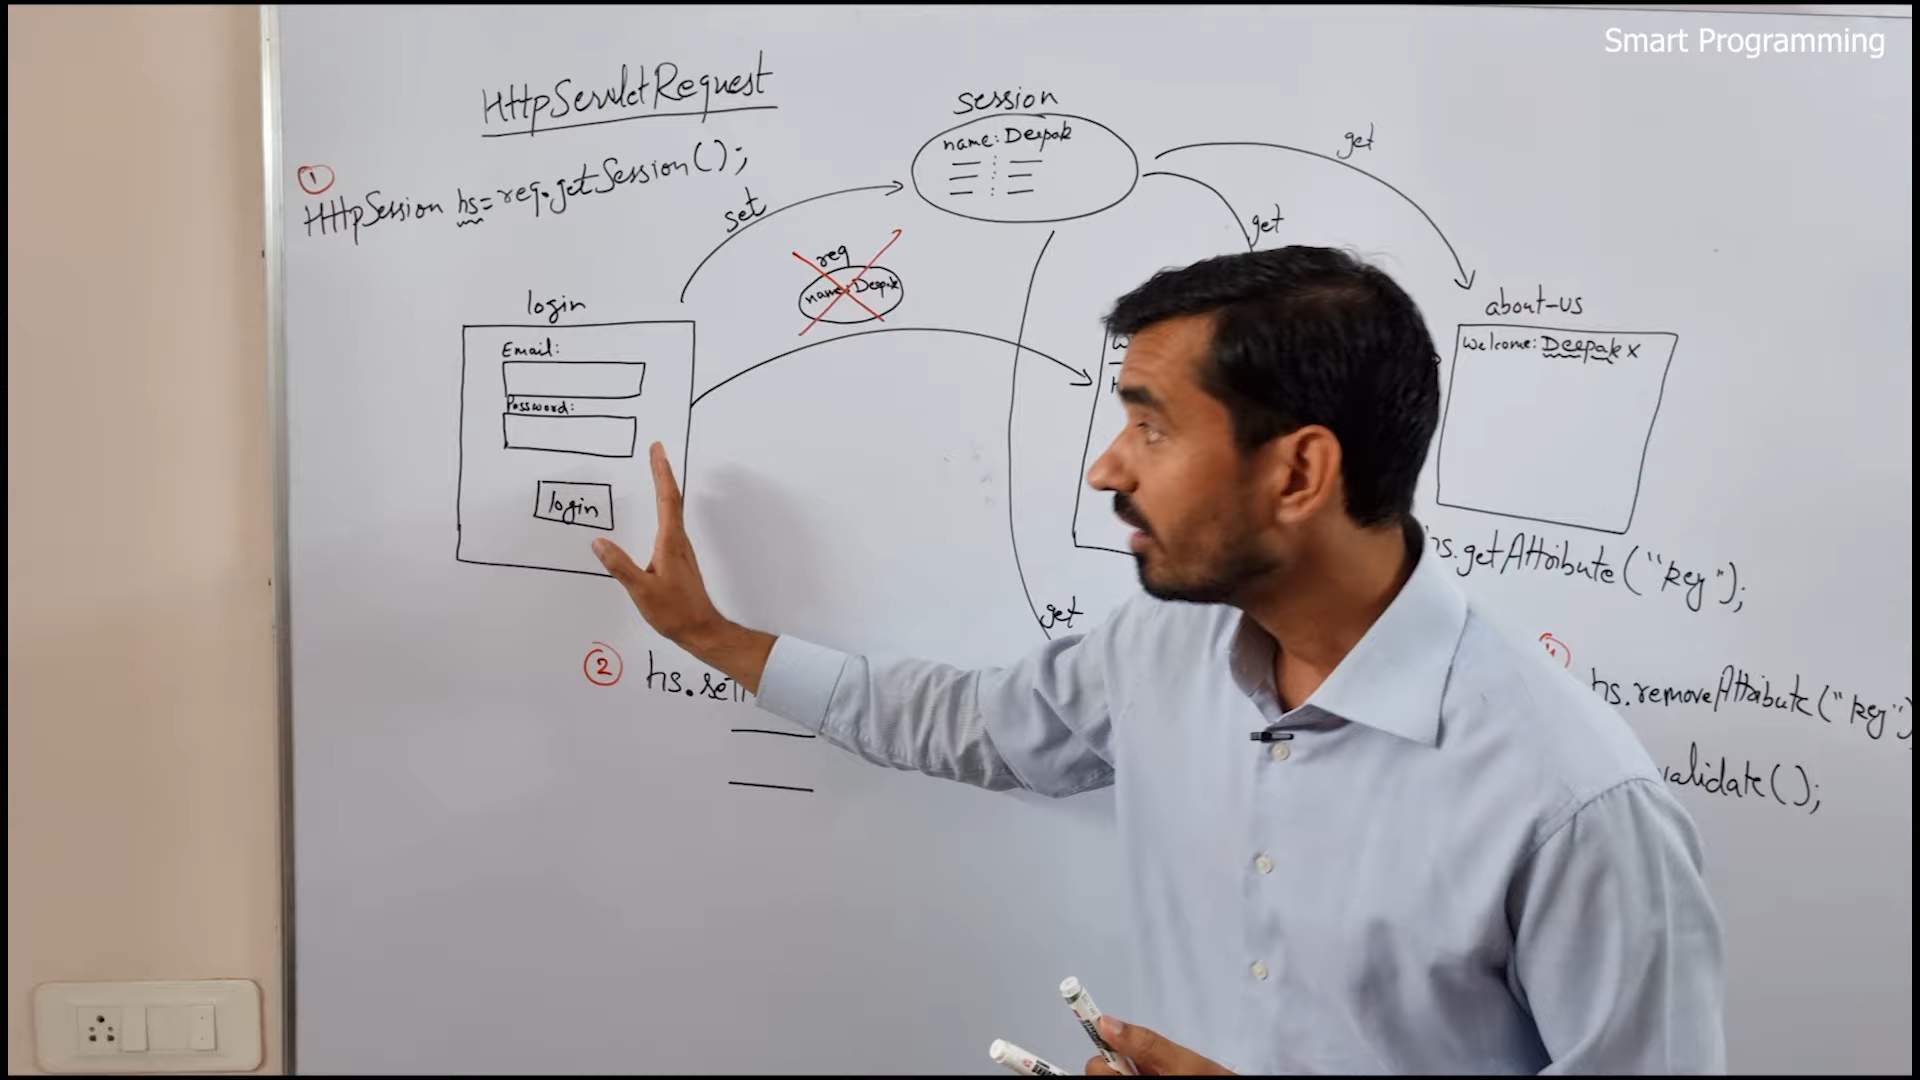 Smart Programming
HttpServletRequest
①
HttpSession hs=req.getSession();
session
name: Deepak
set
get
get
req
name: Deepak
login
Email:
Password:
login
about-us
Welcome: Deepak x
hs.getAttribute("key");
get
② hs.set
hs.removeAttribute("key")
validate();